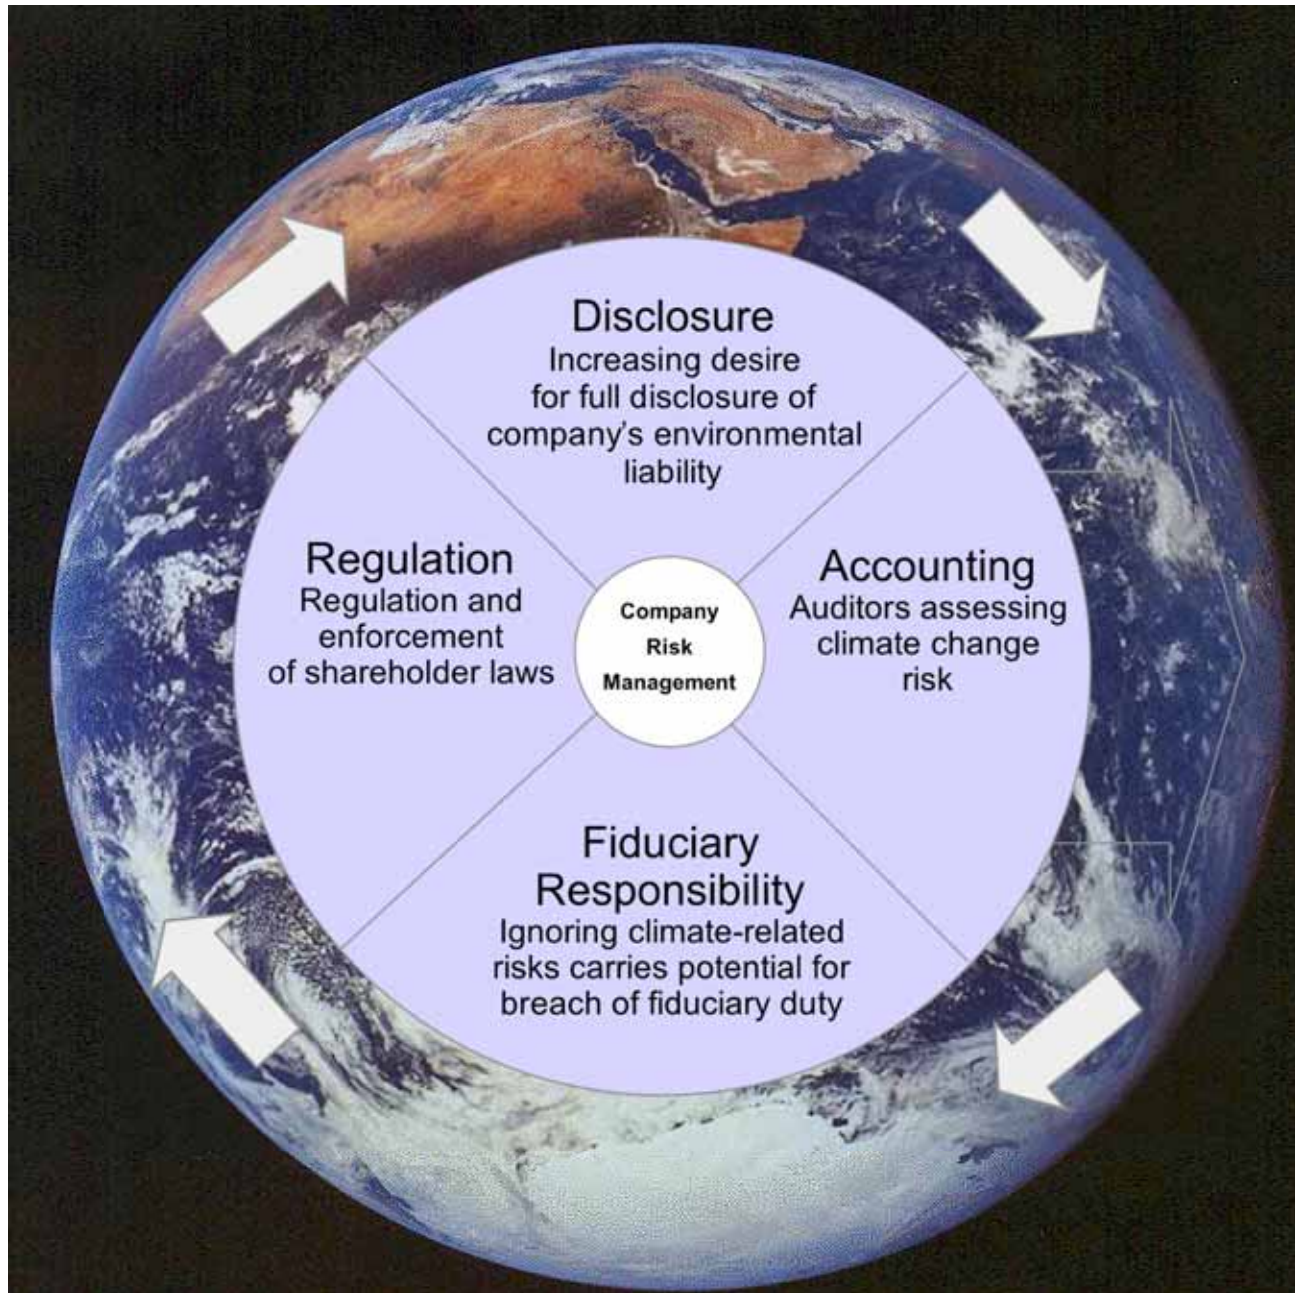 Disclosure
Increasing desire
for full disclosure of
company's environmental
liability
Regulation
Regulation and
enforcement
of shareholder laws
Company
Risk
Management
Accounting
Auditors assessing
climate change
risk
Fiduciary
Responsibility
Ignoring climate-related
risks carries potential for
breach of fiduciary duty